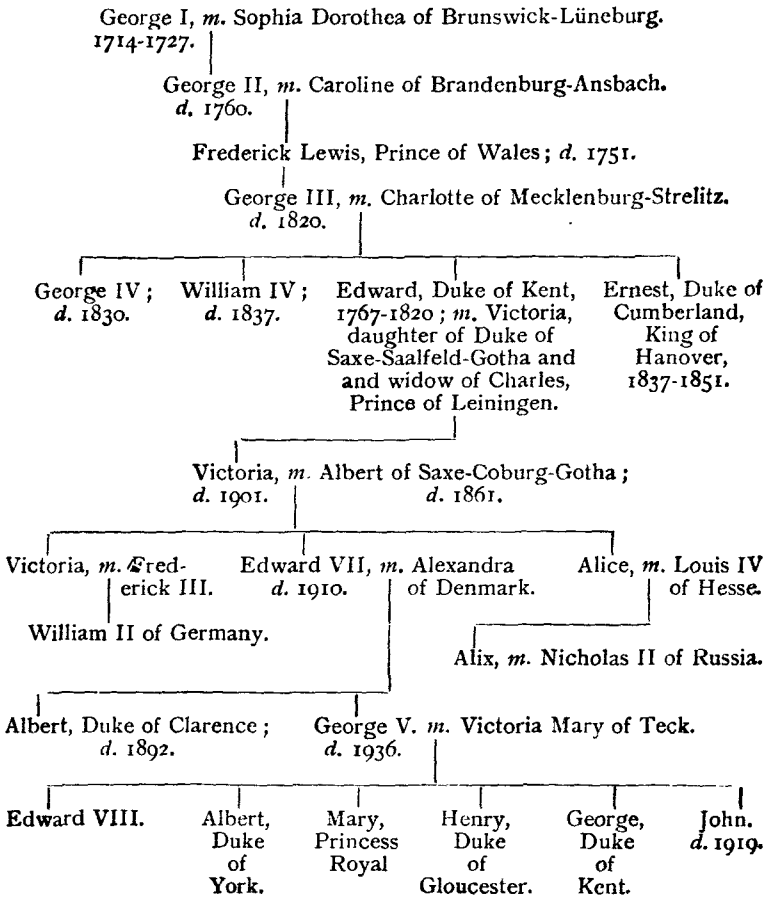 George I, m. Sophia Dorothea of Brunswick-Lüneburg.
1714-1727.
George II, m. Caroline of Brandenburg-Ansbach.
d. 1760.
Frederick Lewis, Prince of Wales; d. 1751.
George III, m. Charlotte of Mecklenburg-Strelitz.
d. 1820.
George IV;
d. 1830.
William IV;
d. 1837.
Edward, Duke of Kent,
1767-1820; m. Victoria,
daughter of Duke of
Saxe-Saalfeld-Gotha and
and widow of Charles,
Prince of Leiningen.
Ernest, Duke of
Cumberland,
King of
Hanover,
1837-1851.
Victoria, m. Albert of Saxe-Coburg-Gotha;
d. 1901. d. 1861.
Victoria, m. Fred-
erick III.
Edward VII, m. Alexandra
d. 1910. of Denmark.
Alice, m. Louis IV
of Hesse.
William II of Germany.
Alix, m. Nicholas II of Russia.
Albert, Duke of Clarence;
d. 1892.
George V. m. Victoria Mary of Teck.
d. 1936.
Edward VIII.
Albert,
Duke
of
York.
Mary,
Princess
Royal
Henry,
Duke
of
Gloucester.
George,
Duke
of
Kent.
John.
d. 1919.